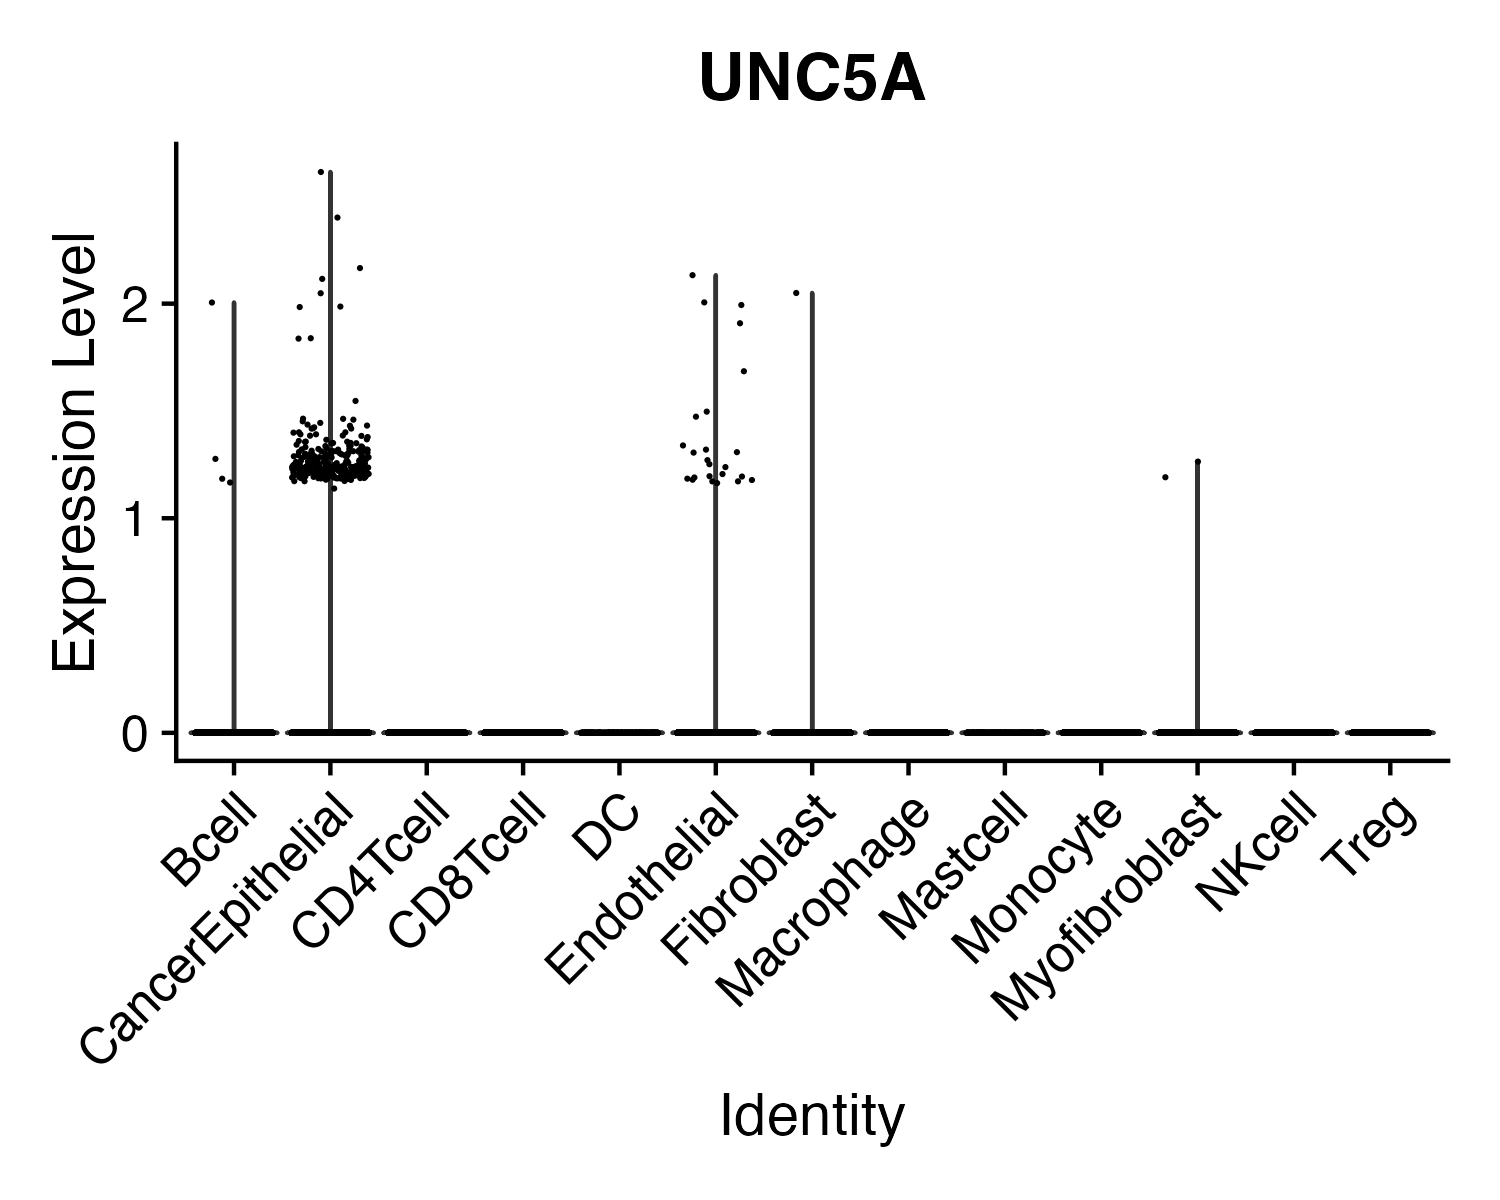 UNC5A
Expression Level
2
1
0
Bcell
CancerEpithelial
CD4Tcell
CD8Tcell
DC
Endothelial
Fibroblast
Macrophage
Mastcell
Monocyte
Myofibroblast
NKcell
Treg
Identity